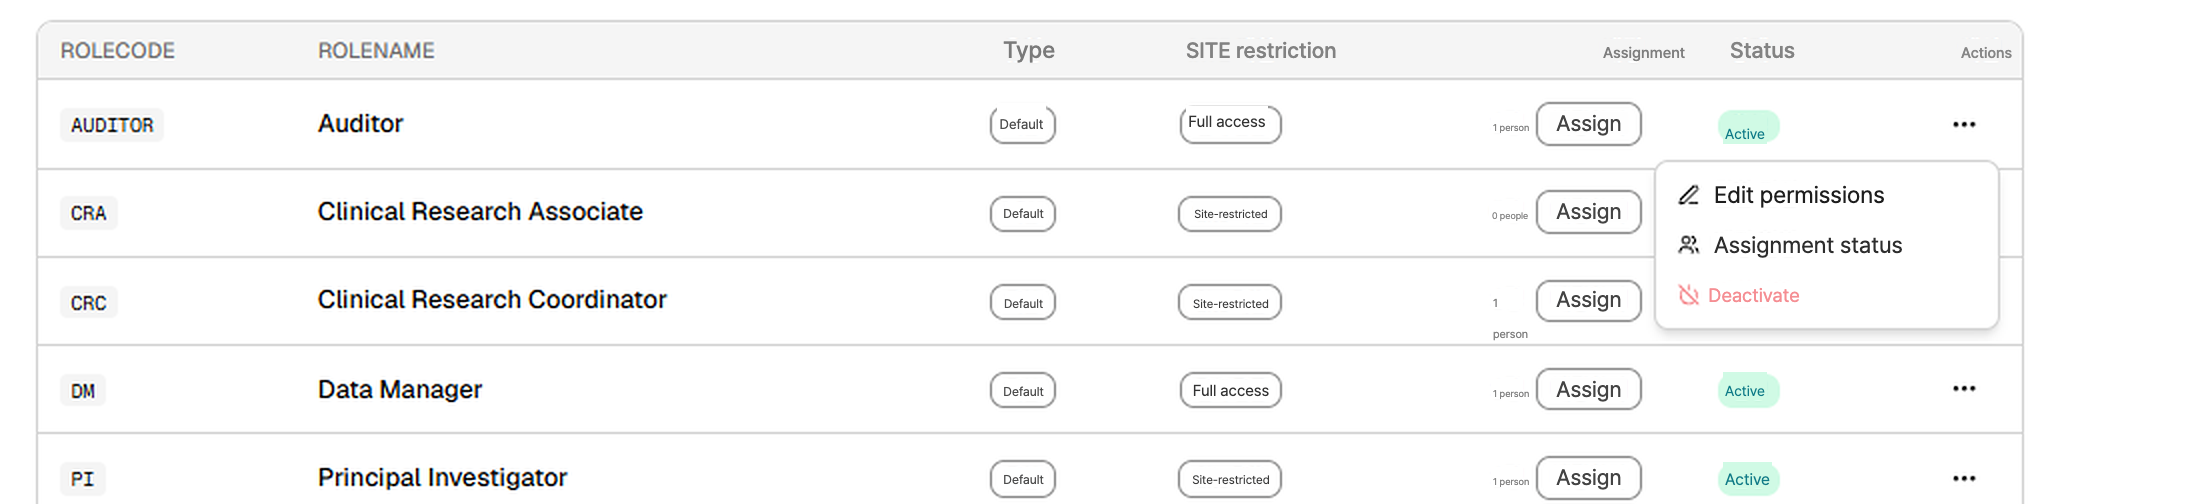 ROLECODE ROLENAME Type SITE restriction Assignment Status Actions
AUDITOR Auditor Default Full access 1 person Assign Active
CRA Clinical Research Associate Default Site-restricted 0 people Assign
Edit permissions
Assignment status
Deactivate
CRC Clinical Research Coordinator Default Site-restricted 1 Assign
person
DM Data Manager Default Full access 1 person Assign Active
PI Principal Investigator Default Site-restricted 1 person Assign Active